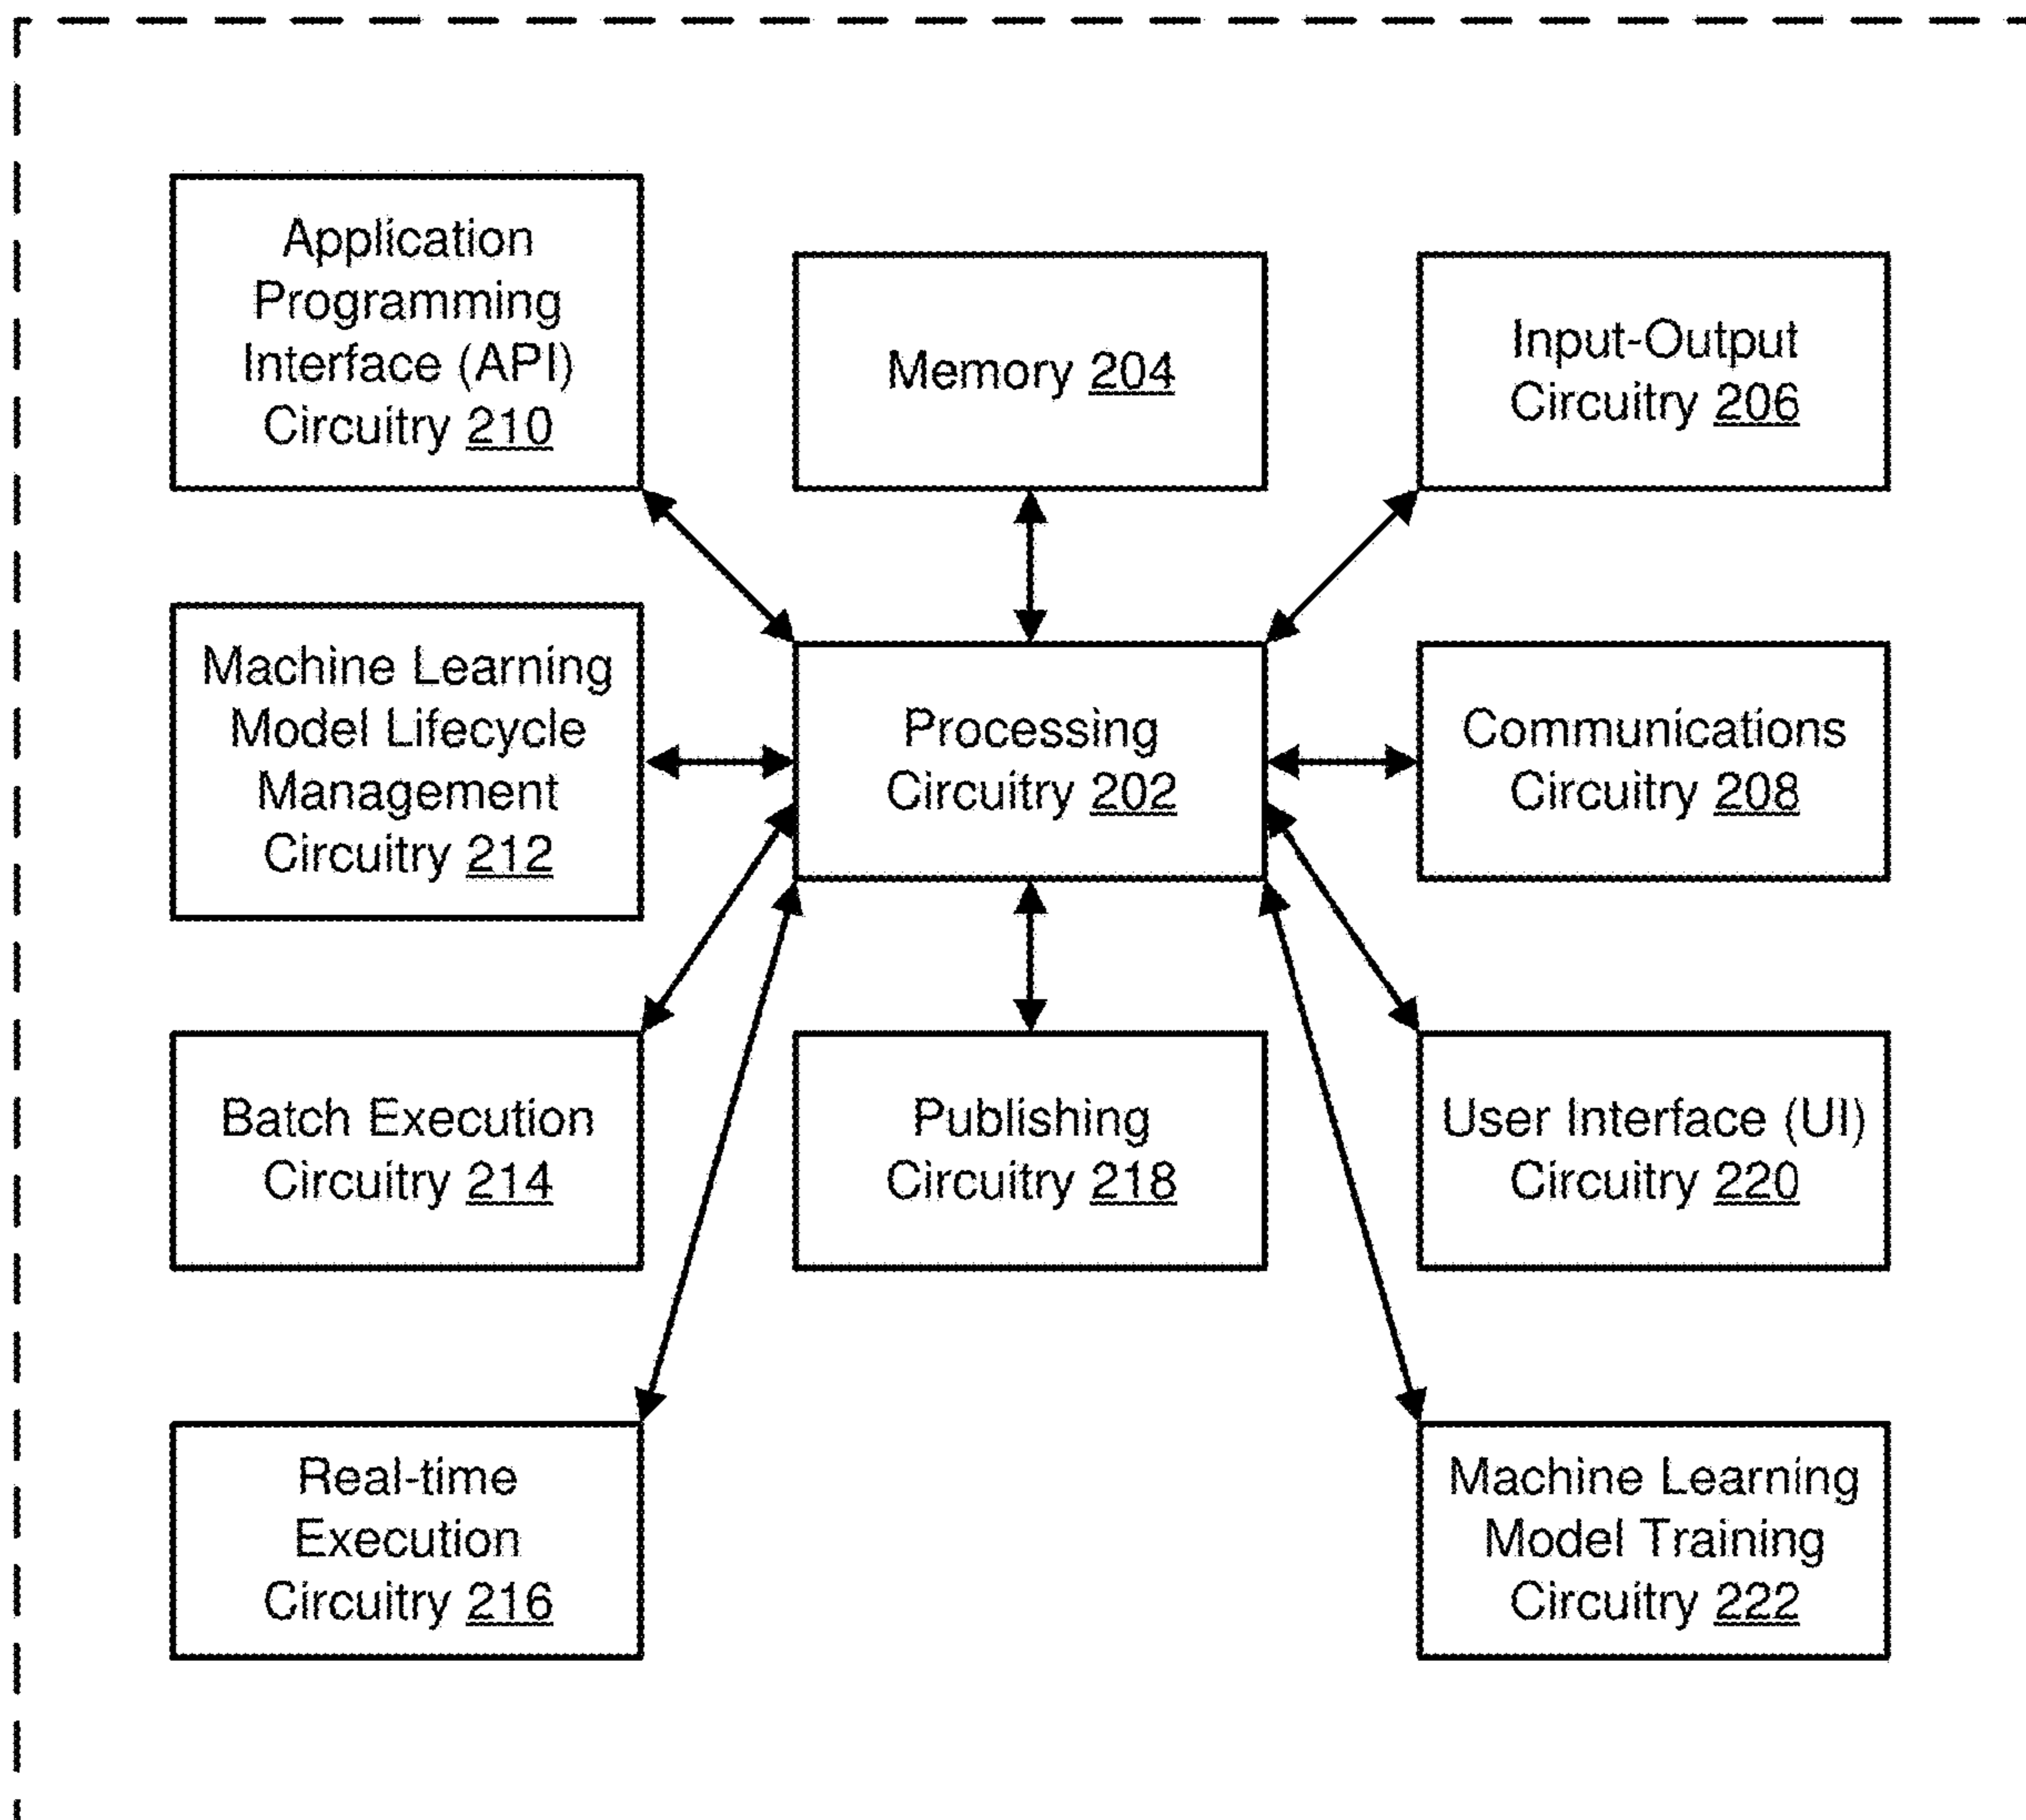 Application
Programming
Interface (API)
Circuitry 210
Memory 204
Input-Output
Circuitry 206
Machine Learning
Model Lifecycle
Management
Circuitry 212
Processing
Circuitry 202
Communications
Circuitry 208
Batch Execution
Circuitry 214
Publishing
Circuitry 218
User Interface (UI)
Circuitry 220
Real-time
Execution
Circuitry 216
Machine Learning
Model Training
Circuitry 222